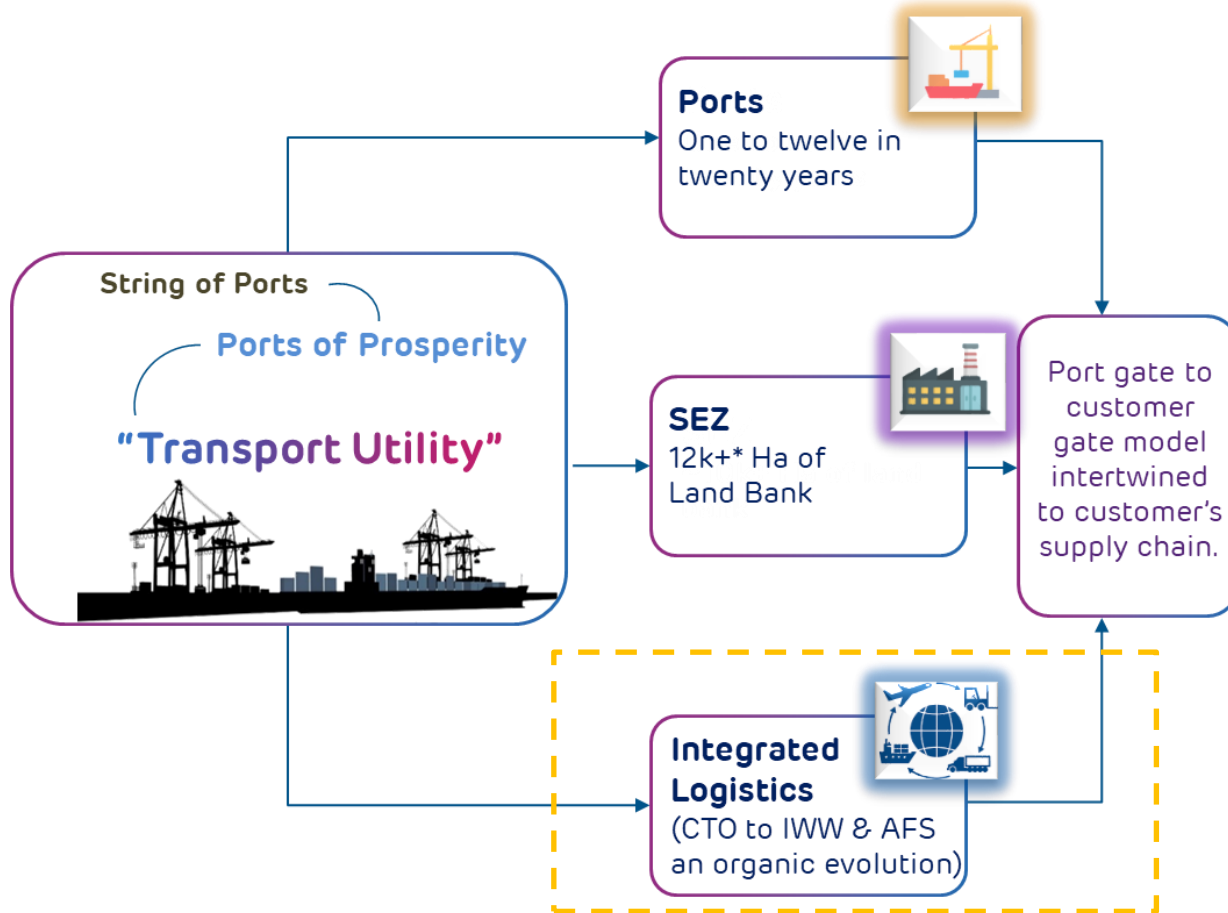 Ports
One to twelve in
twenty years
String of Ports
Ports of Prosperity
“Transport Utility”
SEZ
12k+* Ha of
Land Bank
Port gate to
customer
gate model
intertwined
to customer’s
supply chain.
Integrated
Logistics
(CTO to IWW & AFS
an organic evolution)